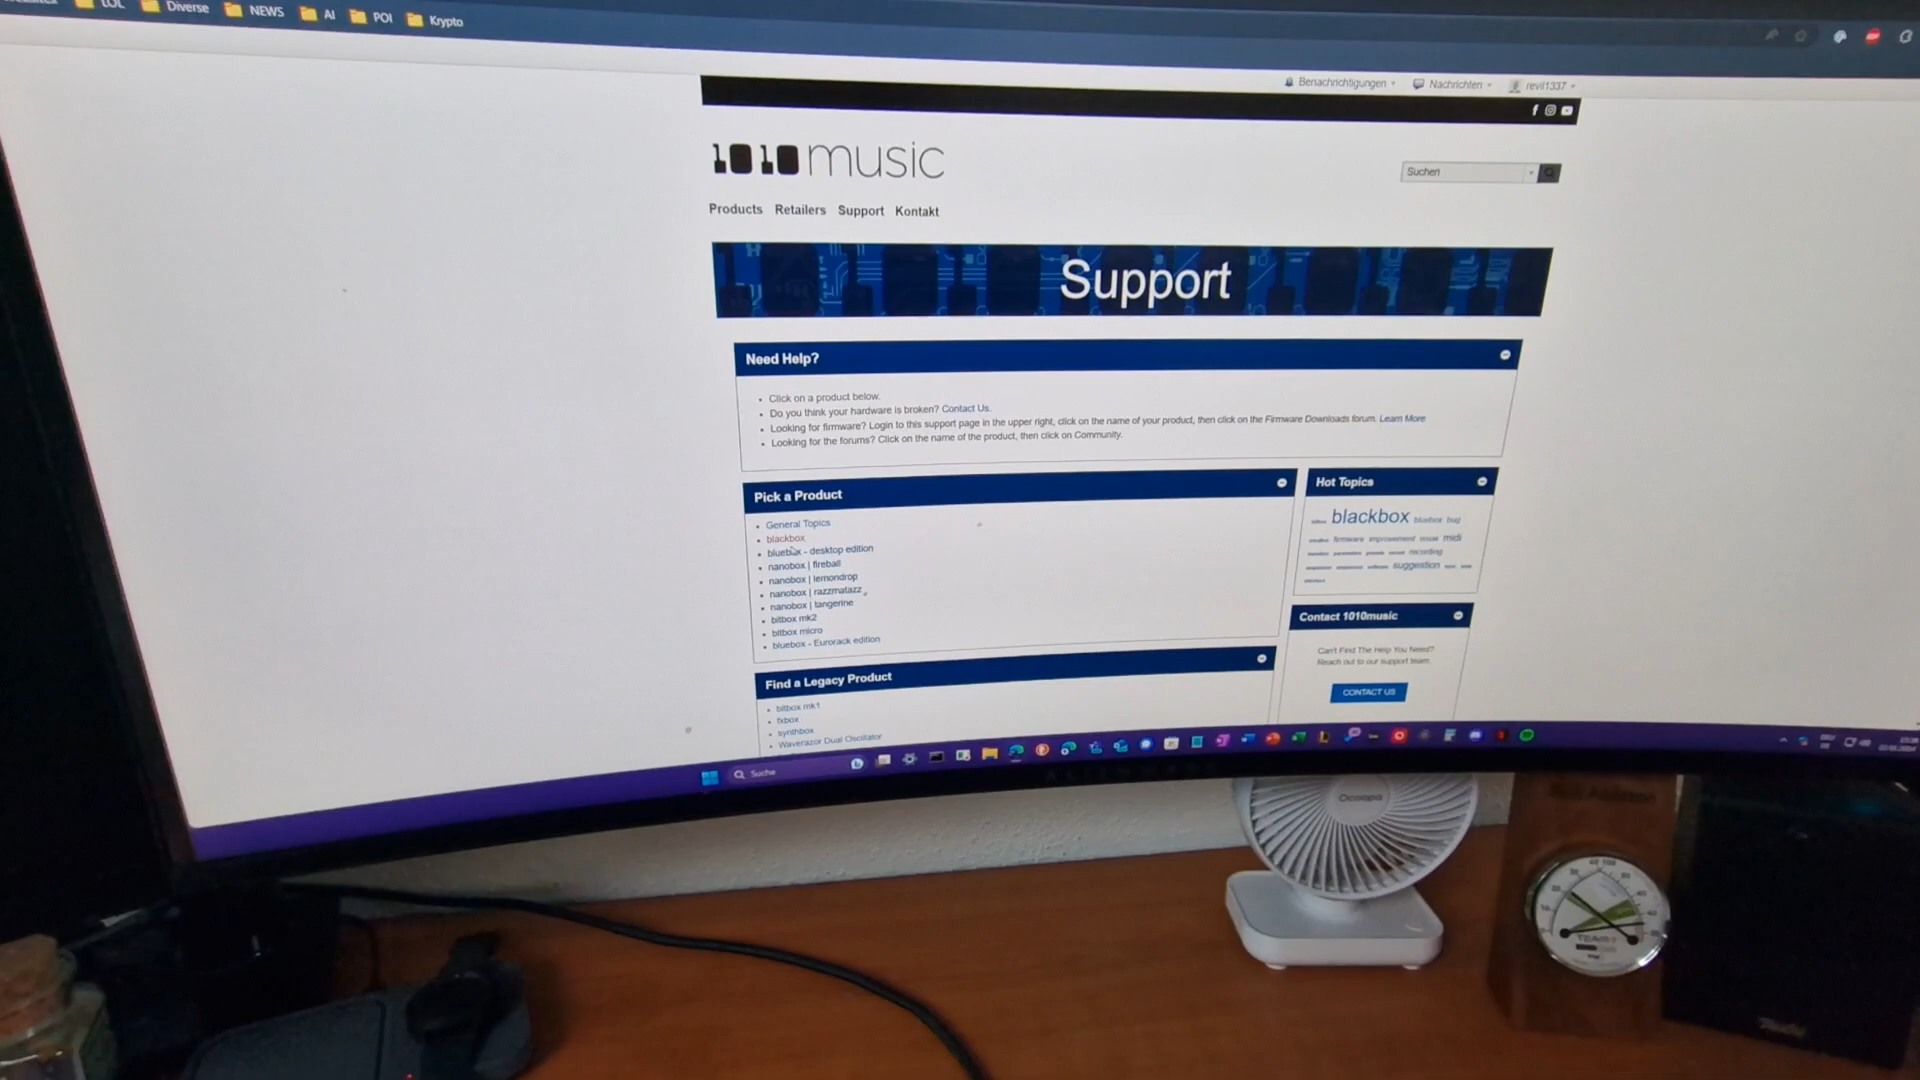 LOL Diverse NEWS AI POI Krypto
Benachrichtigungen Nachrichten revil1337
1010music
Suchen
Products Retailers Support Kontakt
Support
Need Help?
Click on a product below.
Do you think your hardware is broken? Contact Us.
Looking for firmware? Login to this support page in the upper right, click on the name of your product, then click on the Firmware Downloads forum. Learn More
Looking for the forums? Click on the name of the product, then click on Community.
Pick a Product
General Topics
blackbox
bluebox - desktop edition
nanobox | fireball
nanobox | lemondrop
nanobox | razzmatazz
nanobox | tangerine
bitbox mk2
bitbox micro
bluebox - Eurorack edition
Hot Topics
blackbox bluebox bug
firmware improvement midi
recording
suggestion
Contact 1010music
Can't Find The Help You Need?
Reach out to our support team.
CONTACT US
Find a Legacy Product
bitbox mk1
fxbox
synthbox
Waverazor Dual Oscillator
Suche
Ocoopa